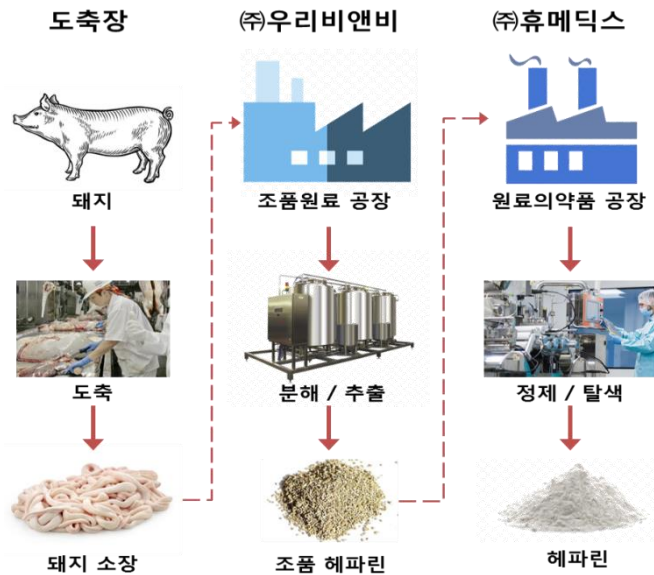 도축장
㈜우리비앤비
㈜휴메딕스
돼지
조품원료 공장
원료의약품 공장
도축
분해 / 추출
정제 / 탈색
돼지 소장
조품 헤파린
헤파린